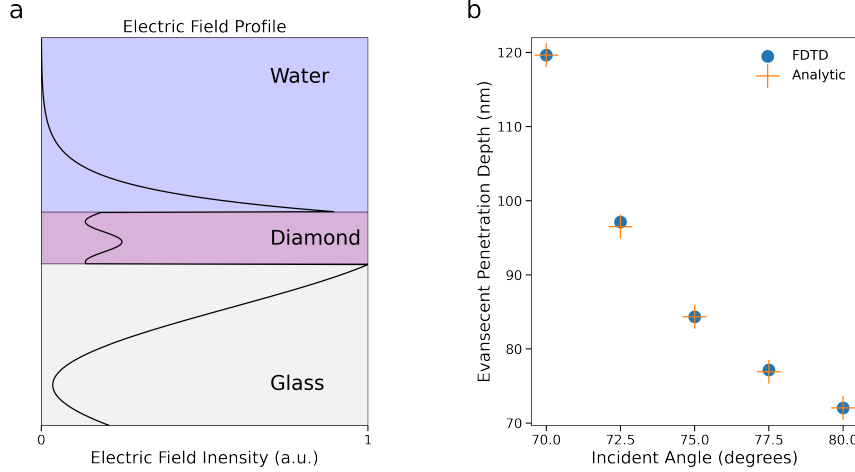 a
Electric Field Profile
Water
Diamond
Glass
0
1
Electric Field Inensity (a.u.)
b
Evansecent Penetration Depth (nm)
120
110
100
90
80
70
FDTD
Analytic
70.0
72.5
75.0
77.5
80.0
Incident Angle (degrees)